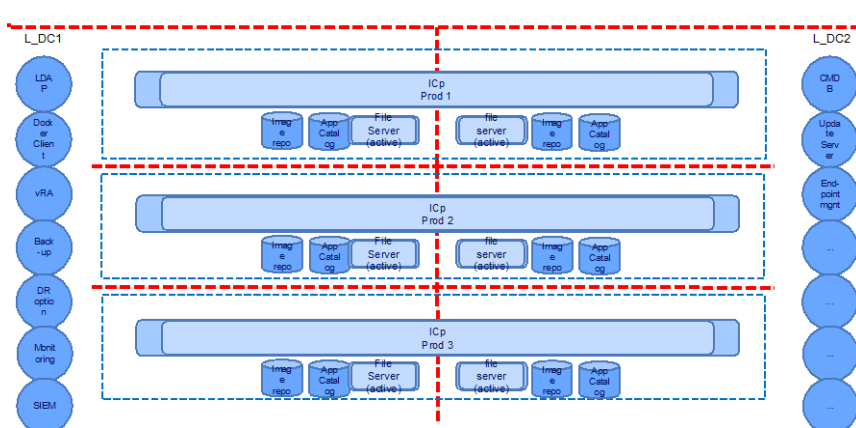 L_DC1
L_DC2
LDA
P
Dock
er
Clien
t
vRA
Back
-up
DR
optio
n
Monit
oring
SIEM
ICp
Prod 1
Imag
e
repo
App
Catal
og
File
Server
(active)
file
server
(active)
Imag
e
repo
App
Catal
og
ICp
Prod 2
Imag
e
repo
App
Catal
og
File
Server
(active)
file
server
(active)
Imag
e
repo
App
Catal
og
ICp
Prod 3
Imag
e
repo
App
Catal
og
File
Server
(active)
file
server
(active)
Imag
e
repo
App
Catal
og
CMD
B
Upda
te
Serv
er
End-
point
mgnt
...
...
...
...